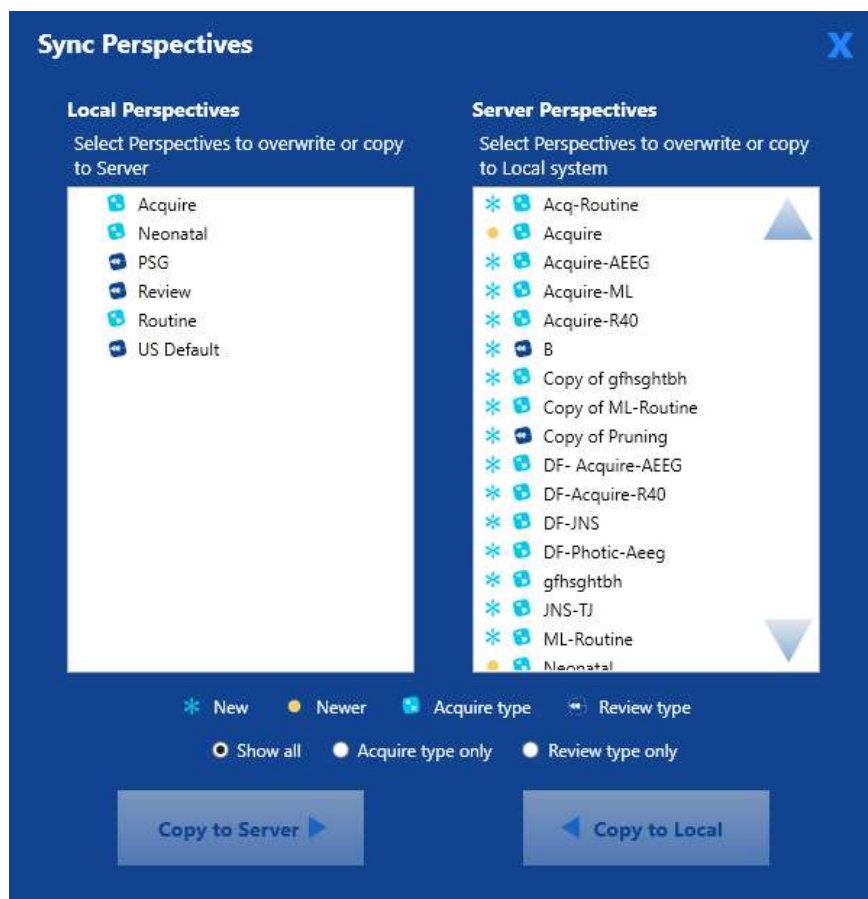 Sync Perspectives
X
Local Perspectives
Select Perspectives to overwrite or copy
to Server
Acquire
Neonatal
PSG
Review
Routine
US Default
Server Perspectives
Select Perspectives to overwrite or copy
to Local system
Acq-Routine
Acquire
Acquire-AEEG
Acquire-ML
Acquire-R40
B
Copy of gfhsghtbh
Copy of ML-Routine
Copy of Pruning
DF- Acquire-AEEG
DF-Acquire-R40
DF-JNS
DF-Photic-Aeeg
gfhsghtbh
JNS-TJ
ML-Routine
Neonatal
New Newer Acquire type Review type
Show all Acquire type only Review type only
Copy to Server
Copy to Local